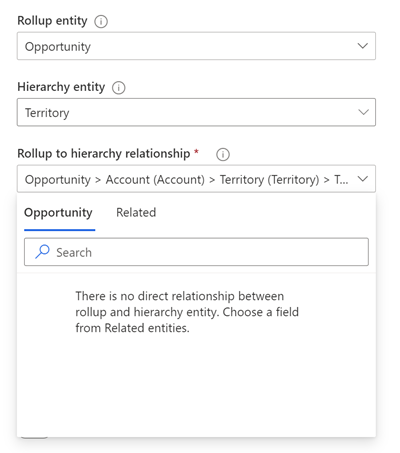 Rollup entity
Opportunity
Hierarchy entity
Territory
Rollup to hierarchy relationship *
Opportunity > Account (Account) > Territory (Territory) > T...
Opportunity Related
Search
There is no direct relationship between
rollup and hierarchy entity. Choose a field
from Related entities.